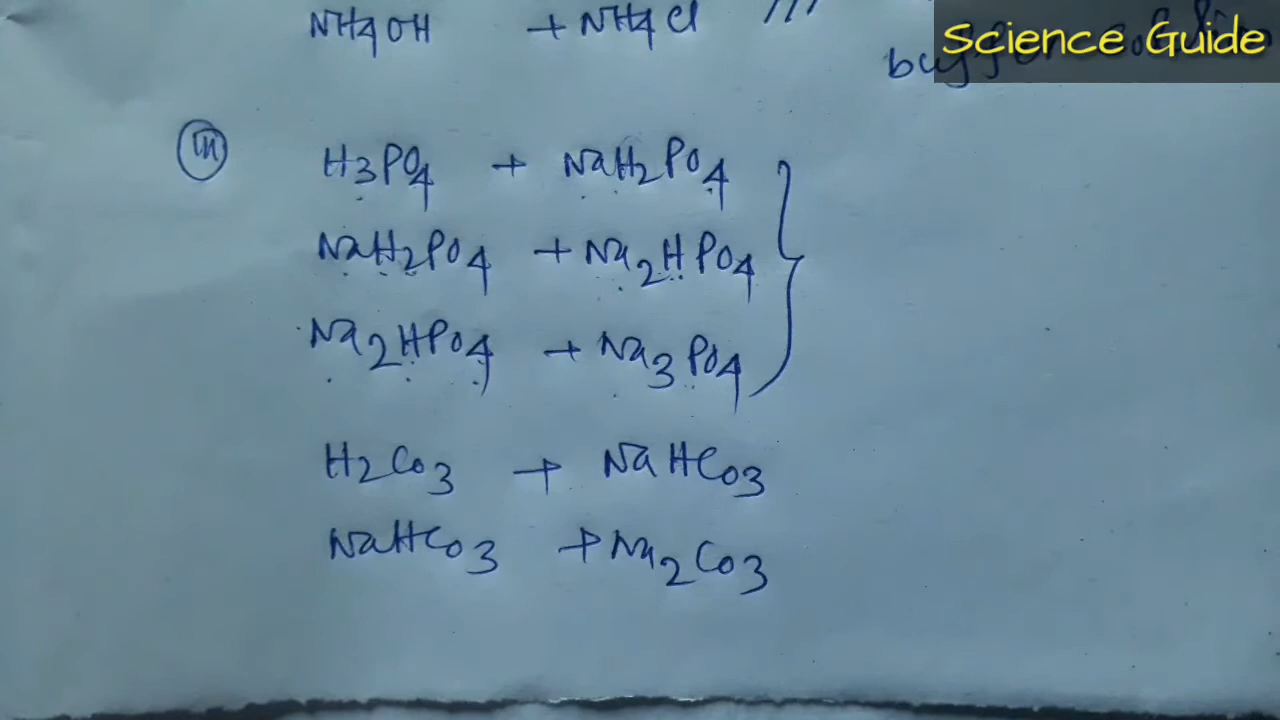 NH4OH + NH4Cl ///
Science Guide
III
H3PO4 + NaH2PO4
NaH2PO4 + Na2HPO4
Na2HPO4 + Na3PO4
H2CO3 + NaHCO3
NaHCO3 + Na2CO3